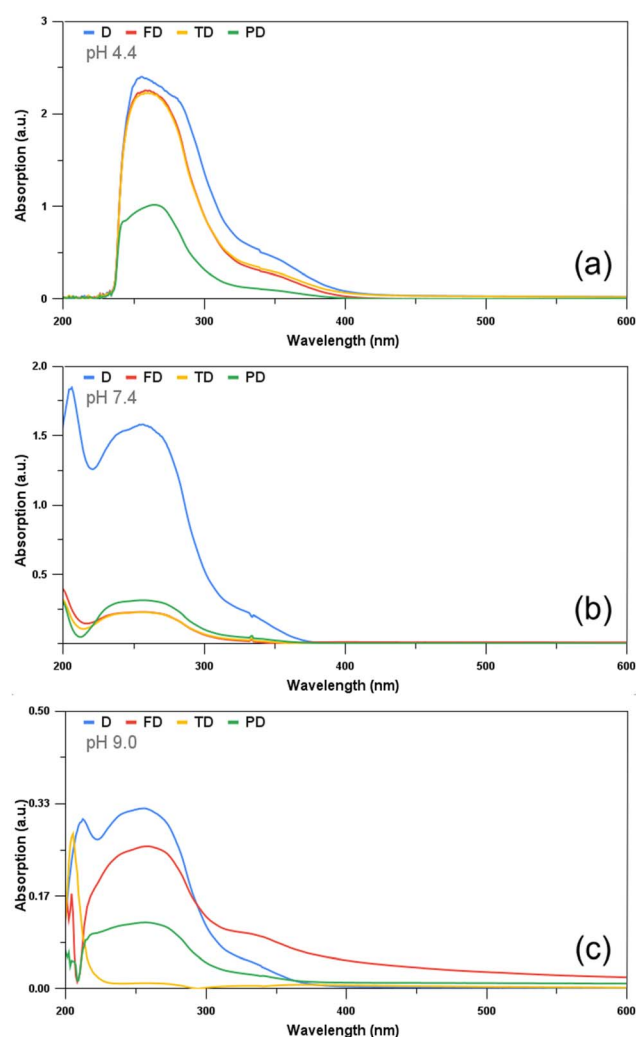 D FD TD PD
pH 4.4
3
2
1
0
Absorption (a.u.)
(a)
200 300 400 500 600
Wavelength (nm)
D FD TD PD
pH 7.4
2.0
1.5
1.0
0.5
Absorption (a.u.)
(b)
200 300 400 500 600
Wavelength (nm)
D FD TD PD
pH 9.0
0.50
0.33
0.17
0.00
Absorption (a.u.)
(c)
200 300 400 500 600
Wavelength (nm)